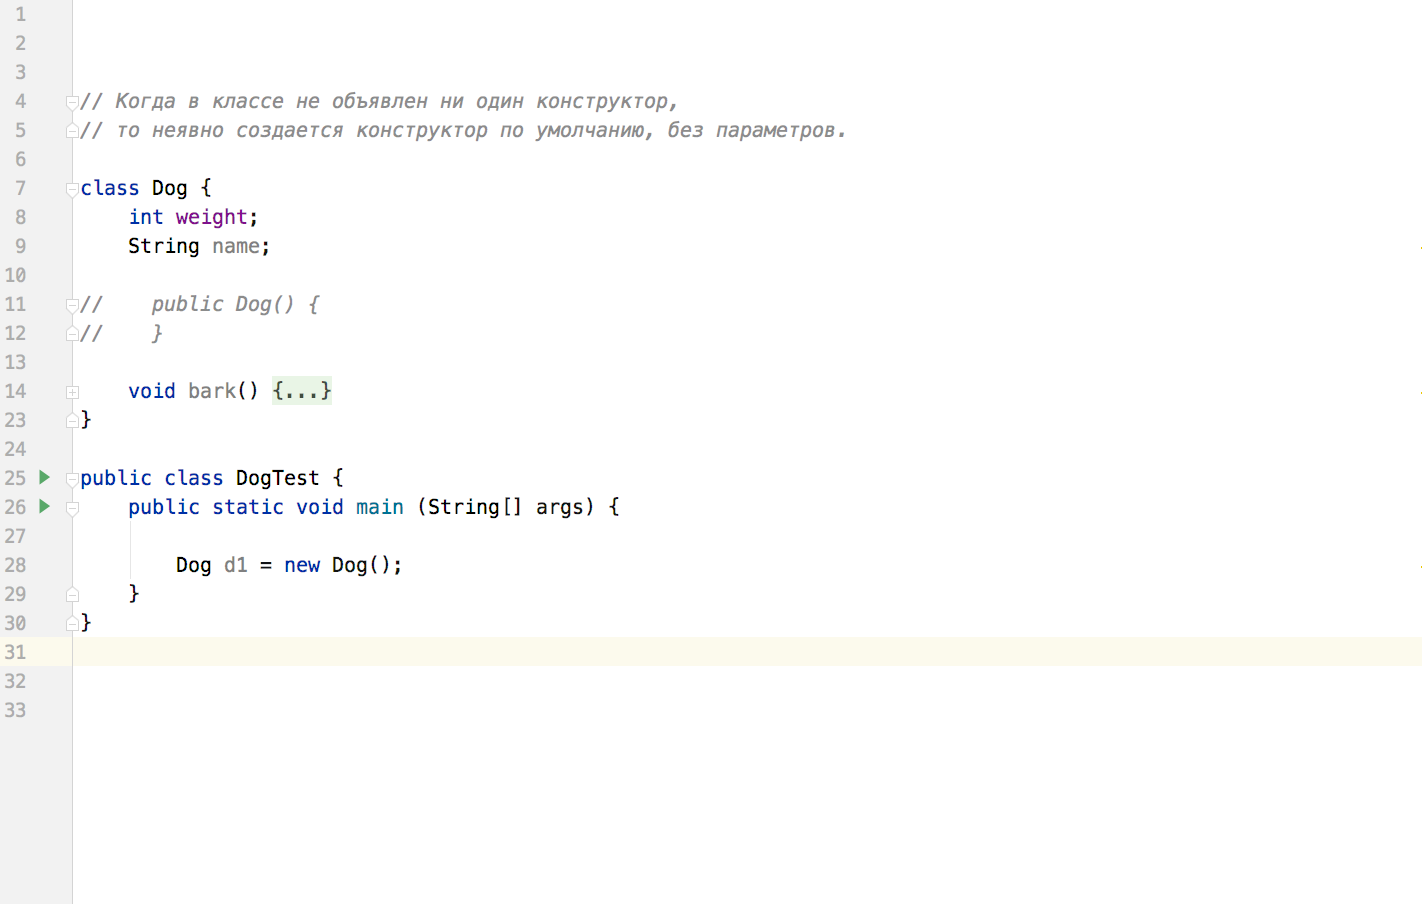 1
2
3
4 // Когда в классе не объявлен ни один конструктор,
5 // то неявно создается конструктор по умолчанию, без параметров.
6
7 class Dog {
8 int weight;
9 String name;
10
11 // public Dog() {
12 // }
13
14 void bark() {...}
23 }
24
25 public class DogTest {
26 public static void main (String[] args) {
27
28 Dog d1 = new Dog();
29 }
30 }
31
32
33